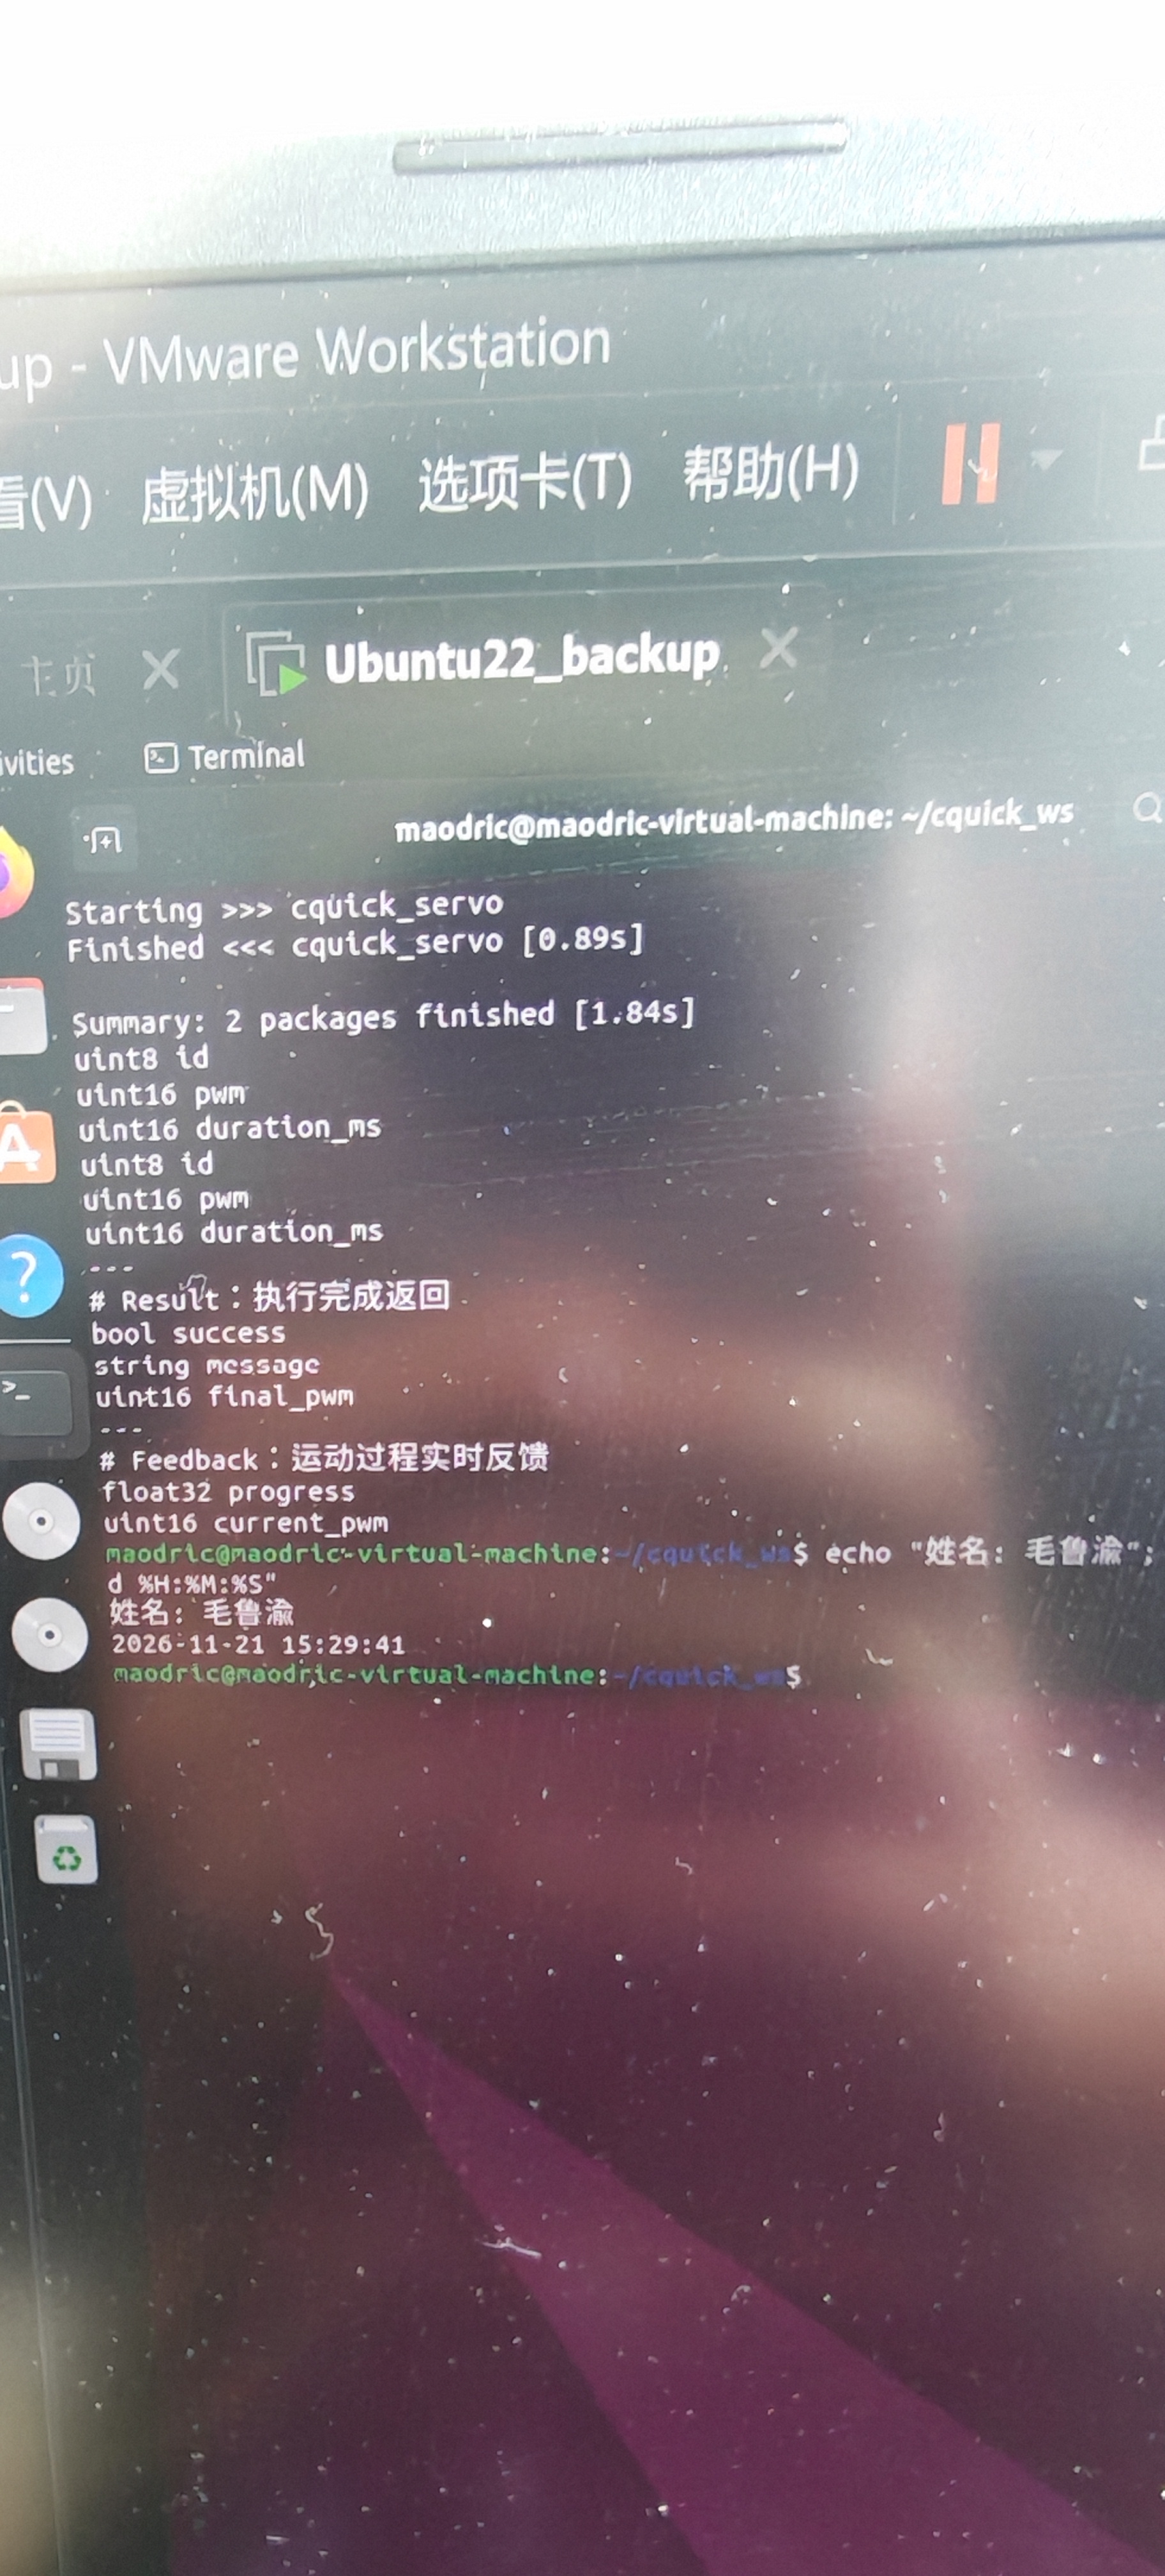 up - VMware Workstation
看(V) 虚拟机(M) 选项卡(T) 帮助(H)
主页 Ubuntu22_backup
ivities Terminal
maodric@maodric-virtual-machine: ~/cquick_ws
Starting >>> cquick_servo
Finished <<< cquick_servo [0.89s]
Summary: 2 packages finished [1.84s]
uint8 id
uint16 pwm
uint16 duration_ms
uint8 id
uint16 pwm
uint16 duration_ms
---
# Result：执行完成返回
bool success
string message
uint16 final_pwm
---
# Feedback：运动过程实时反馈
float32 progress
uint16 current_pwm
maodric@maodric-virtual-machine:~/cquick_ws$ echo "姓名: 毛鲁渝";
d %H:%M:%S"
姓名: 毛鲁渝
2026-11-21 15:29:41
maodric@maodric-virtual-machine:~/cquick_ws$